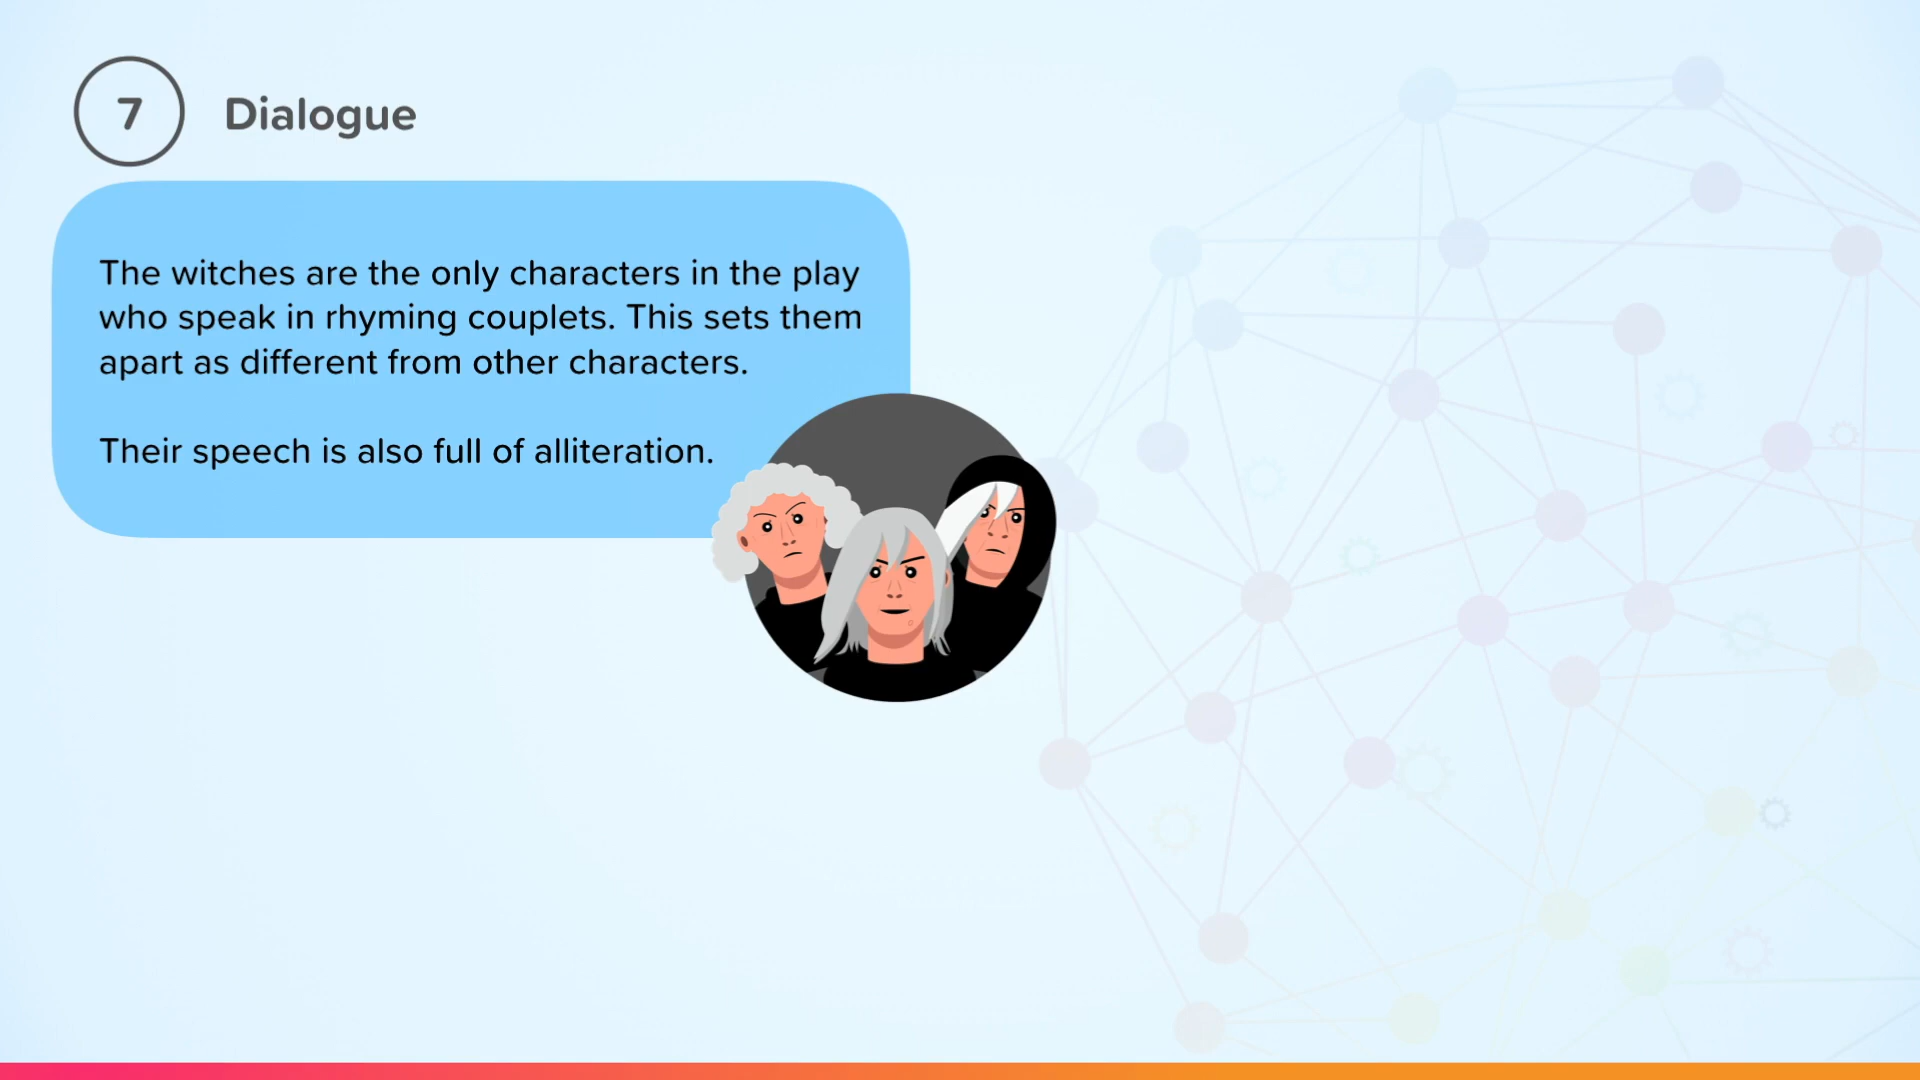 7
Dialogue
The witches are the only characters in the play
who speak in rhyming couplets. This sets them
apart as different from other characters.
Their speech is also full of alliteration.